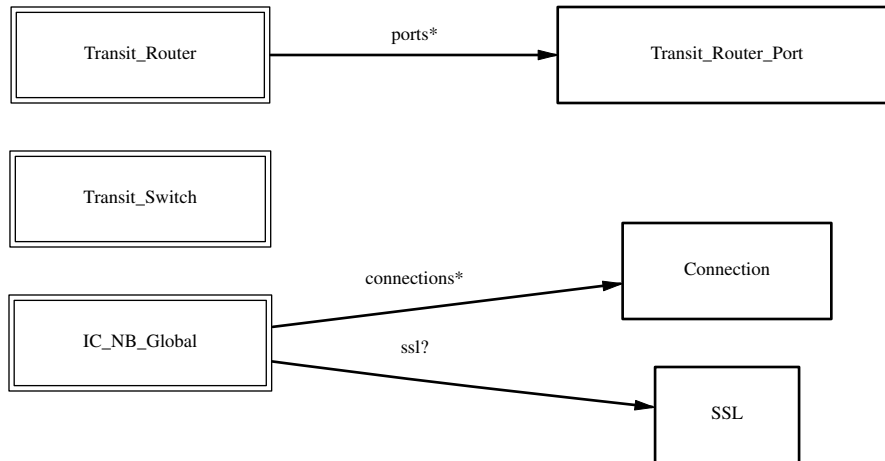 Transit_Router
ports*
Transit_Router_Port
Transit_Switch
connections*
Connection
IC_NB_Global
ssl?
SSL